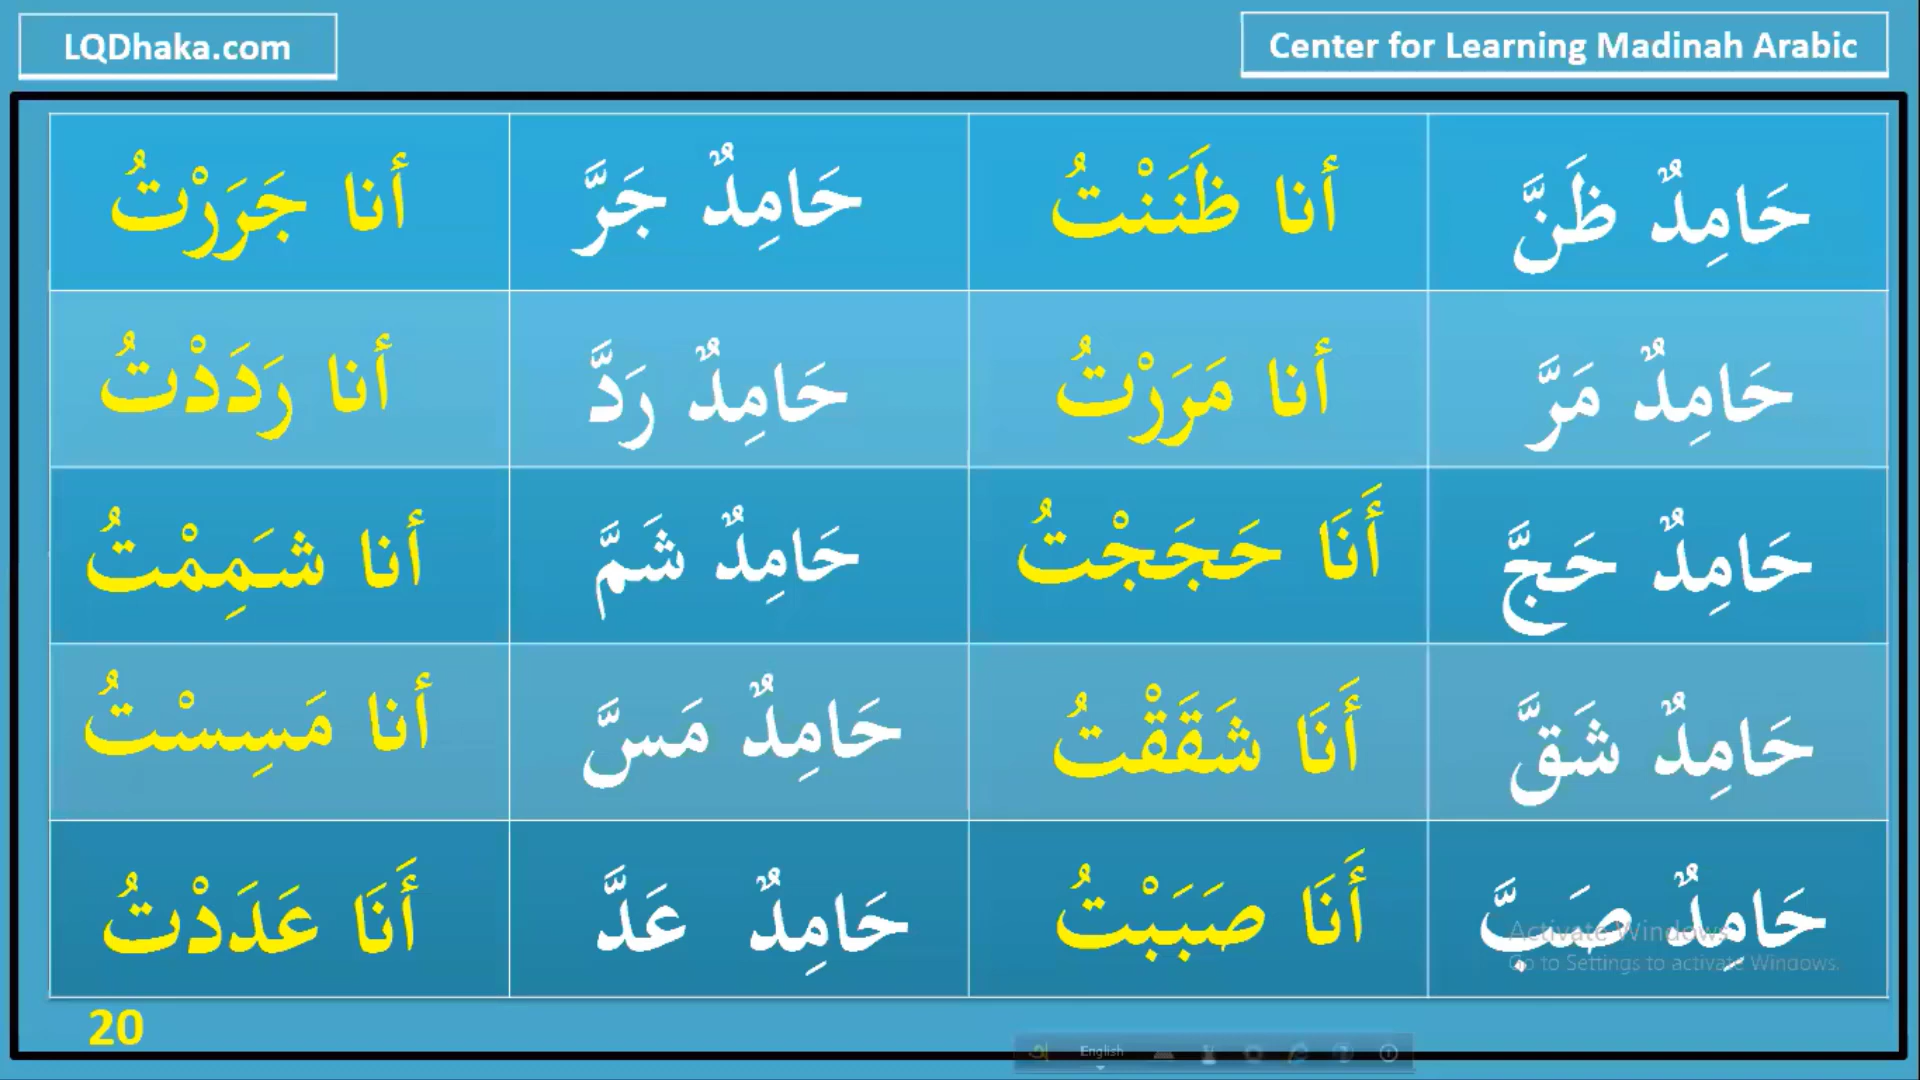 LQDhaka.com
Center for Learning Madinah Arabic
حَامِدٌ ظَنَّ
أنا ظَنَنْتُ
حَامِدٌ جَرَّ
أنا جَرَرْتُ
حَامِدٌ مَرَّ
أنا مَرَرْتُ
حَامِدٌ رَدَّ
أنا رَدَدْتُ
حَامِدٌ حَجَّ
أَنَا حَجَجْتُ
حَامِدٌ شَمَّ
أنا شَمِمْتُ
حَامِدٌ شَقَّ
أَنَا شَقَقْتُ
حَامِدٌ مَسَّ
أنا مَسِسْتُ
حَامِدٌ صَبَّ
أَنَا صَبَبْتُ
حَامِدٌ عَدَّ
أَنَا عَدَدْتُ
Activate Windows
Go to Settings to activate Windows.
20
English